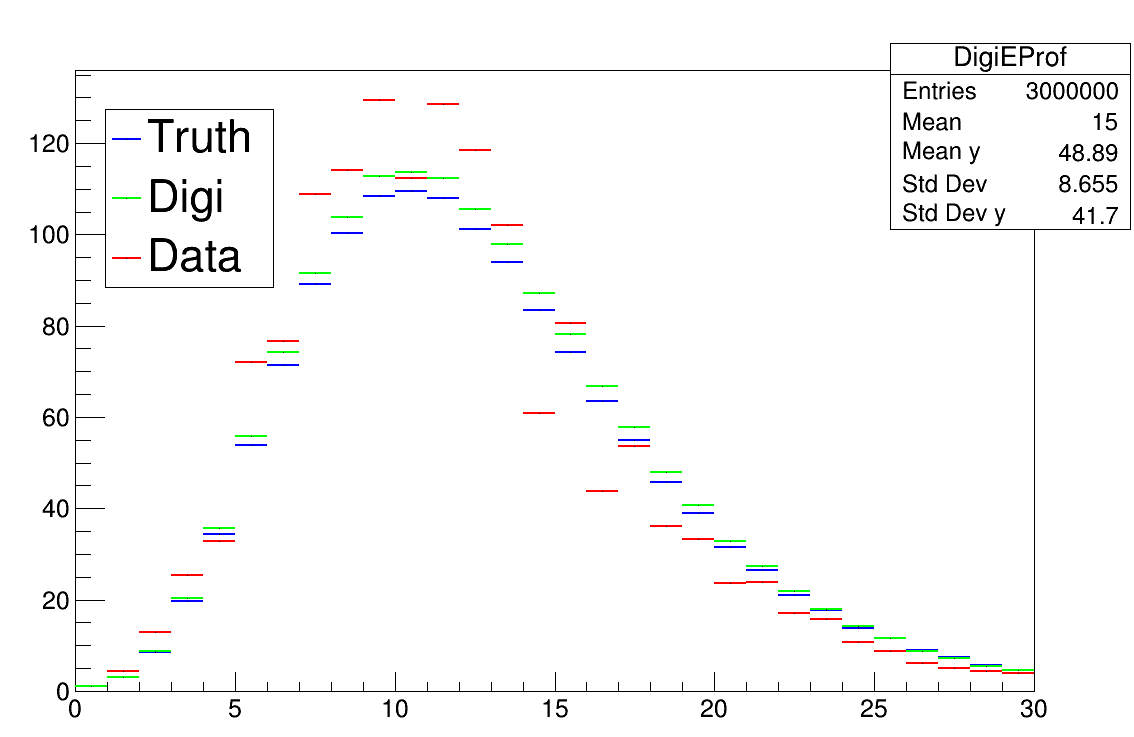 DigiEProf
Entries 3000000
Mean 15
Mean y 48.89
Std Dev 8.655
Std Dev y 41.7
Truth
Digi
Data
120
100
80
60
40
20
0
0 5 10 15 20 25 30